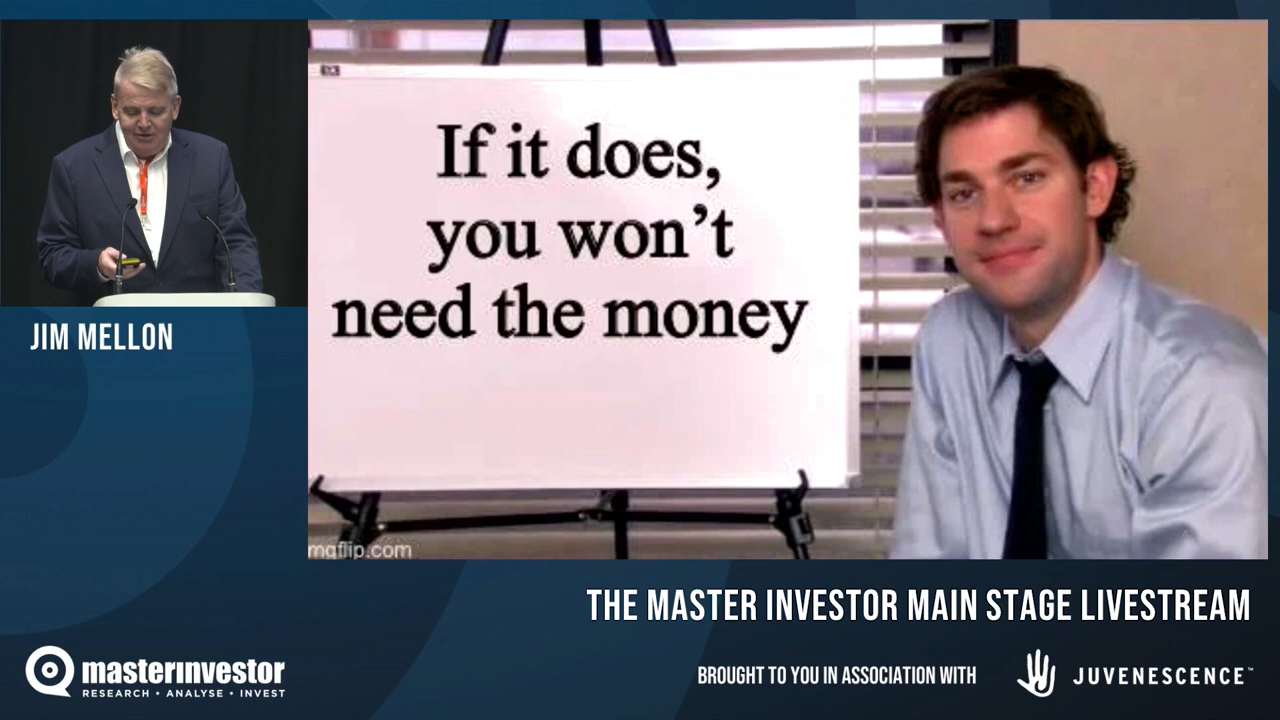 If it does,
you won't
need the money
mgflip.com
JIM MELLON
THE MASTER INVESTOR MAIN STAGE LIVESTREAM
masterinvestor
RESEARCH • ANALYSE • INVEST
BROUGHT TO YOU IN ASSOCIATION WITH
JUVENESCENCE™